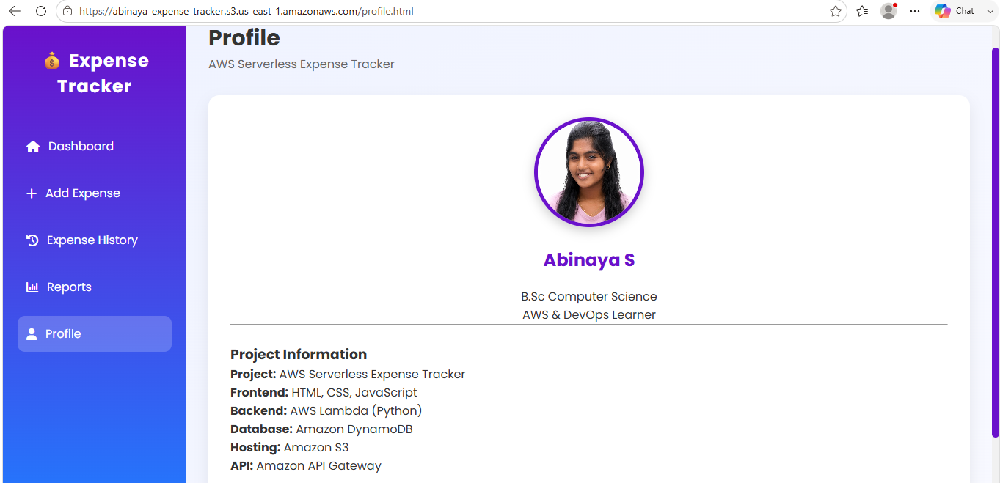 https://abinaya-expense-tracker.s3.us-east-1.amazonaws.com/profile.html
Chat
Expense
Tracker
Dashboard
Add Expense
Expense History
Reports
Profile
Profile
AWS Serverless Expense Tracker
Abinaya S
B.Sc Computer Science
AWS & DevOps Learner
Project Information
Project: AWS Serverless Expense Tracker
Frontend: HTML, CSS, JavaScript
Backend: AWS Lambda (Python)
Database: Amazon DynamoDB
Hosting: Amazon S3
API: Amazon API Gateway